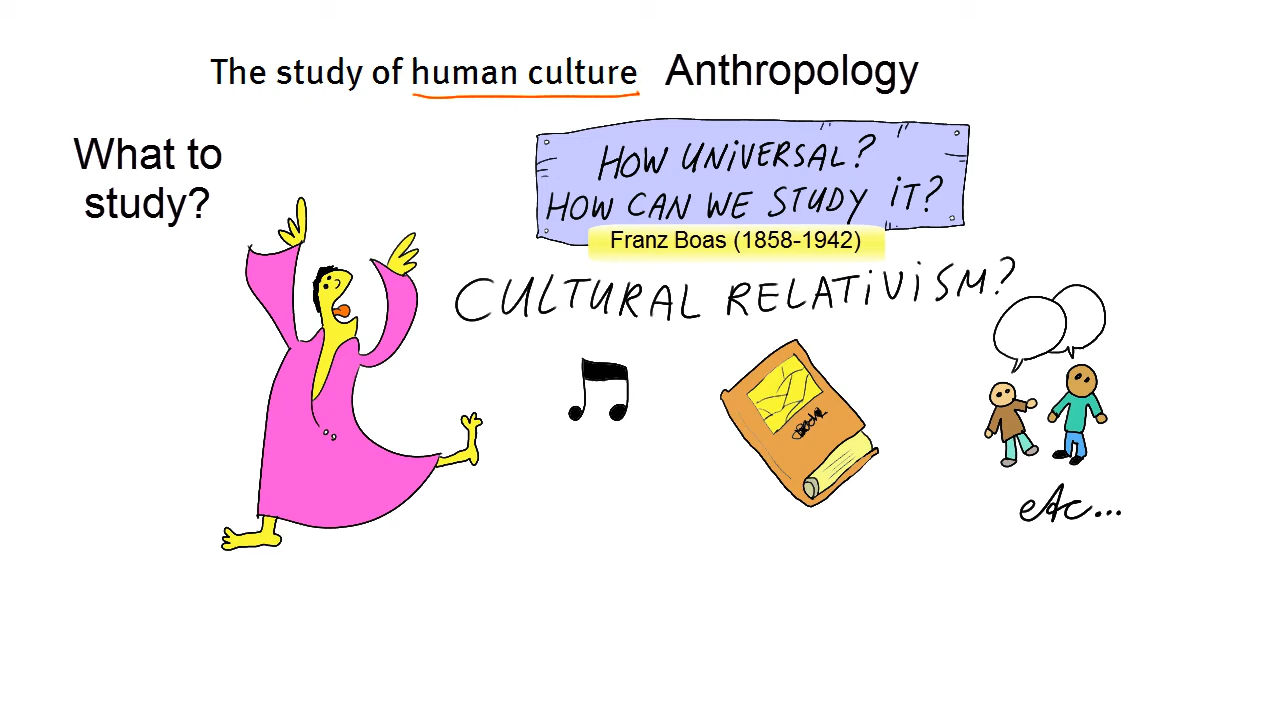 The study of human culture Anthropology
What to
study?
HOW UNIVERSAL?
HOW CAN WE STUDY IT?
Franz Boas (1858-1942)
CULTURAL RELATIVISM?
etc...